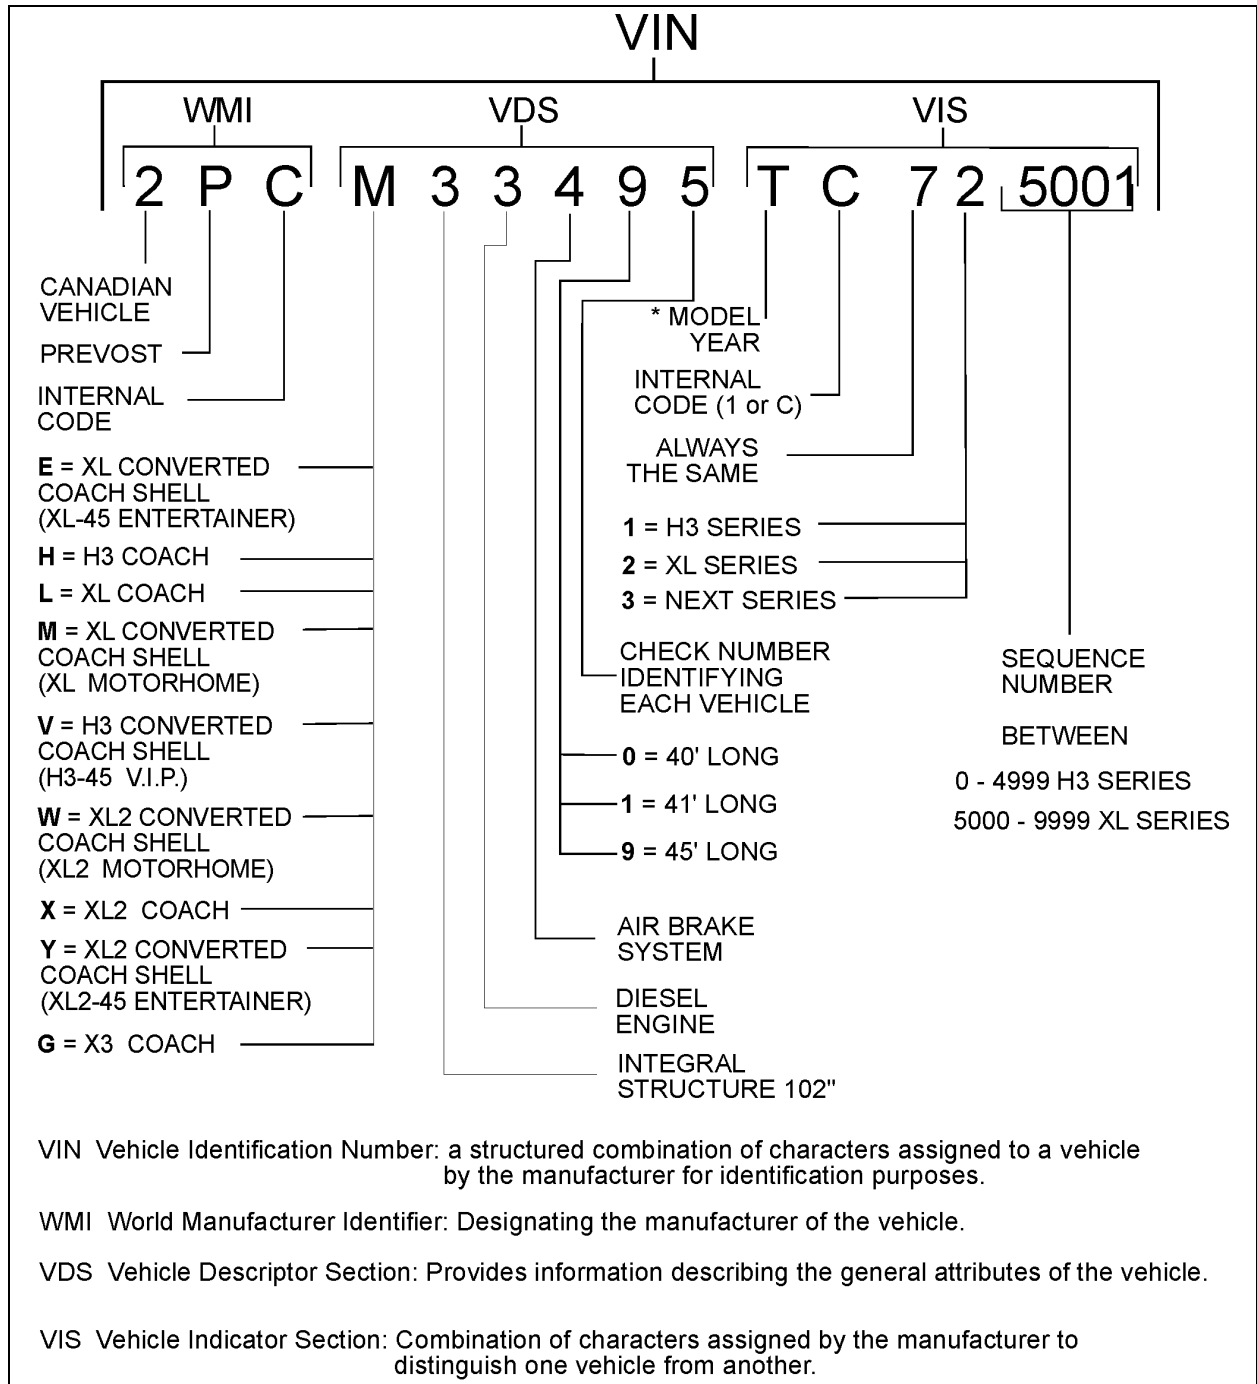 VIN
WMI
VDS
VIS
2 P C M 3 3 4 9 5 T C 7 2 5001
CANADIAN
VEHICLE
PREVOST
INTERNAL
CODE
E = XL CONVERTED
COACH SHELL
(XL-45 ENTERTAINER)
H = H3 COACH
L = XL COACH
M = XL CONVERTED
COACH SHELL
(XL MOTORHOME)
V = H3 CONVERTED
COACH SHELL
(H3-45 V.I.P.)
W = XL2 CONVERTED
COACH SHELL
(XL2 MOTORHOME)
X = XL2 COACH
Y = XL2 CONVERTED
COACH SHELL
(XL2-45 ENTERTAINER)
G = X3 COACH
* MODEL
YEAR
INTERNAL
CODE (1 or C)
ALWAYS
THE SAME
1 = H3 SERIES
2 = XL SERIES
3 = NEXT SERIES
CHECK NUMBER
IDENTIFYING
EACH VEHICLE
0 = 40' LONG
1 = 41' LONG
9 = 45' LONG
AIR BRAKE
SYSTEM
DIESEL
ENGINE
INTEGRAL
STRUCTURE 102"
SEQUENCE
NUMBER
BETWEEN
0 - 4999 H3 SERIES
5000 - 9999 XL SERIES
VIN Vehicle Identification Number: a structured combination of characters assigned to a vehicle
by the manufacturer for identification purposes.
WMI World Manufacturer Identifier: Designating the manufacturer of the vehicle.
VDS Vehicle Descriptor Section: Provides information describing the general attributes of the vehicle.
VIS Vehicle Indicator Section: Combination of characters assigned by the manufacturer to
distinguish one vehicle from another.